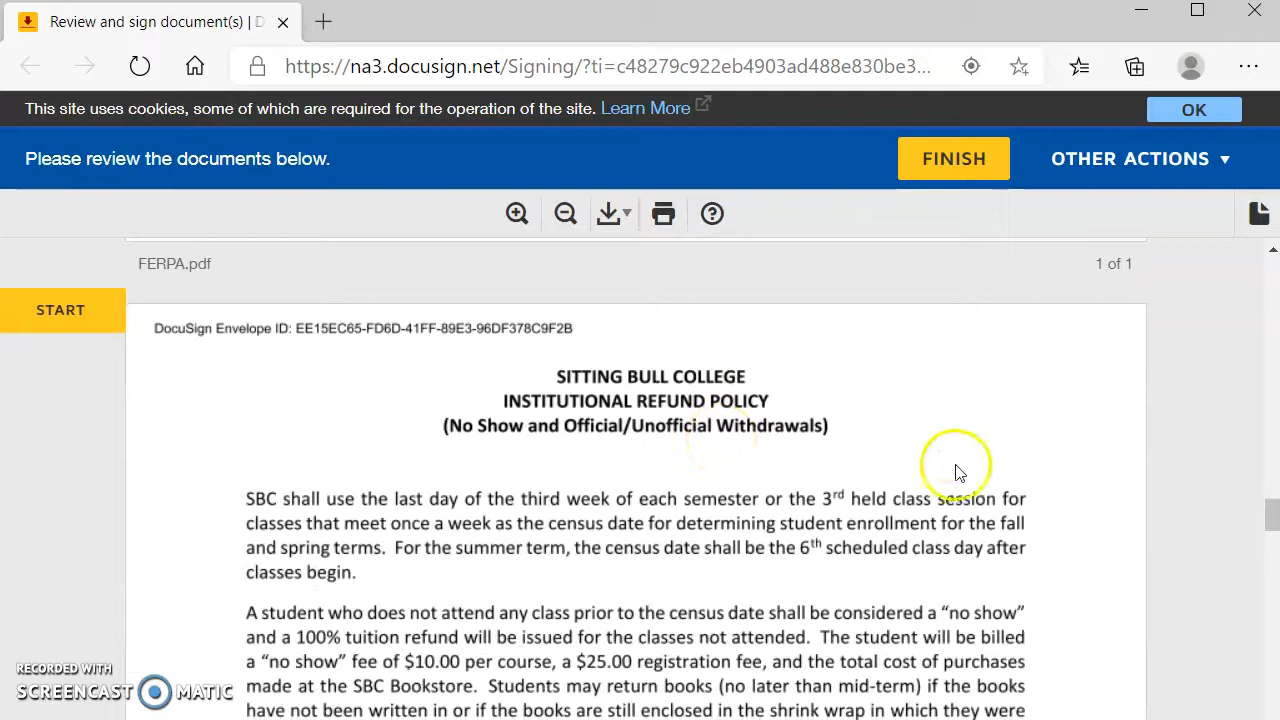 Review and sign document(s) | D
https://na3.docusign.net/Signing/?ti=c48279c922eb4903ad488e830be3...
This site uses cookies, some of which are required for the operation of the site. Learn More
OK
Please review the documents below.
FINISH
OTHER ACTIONS
FERPA.pdf
1 of 1
START
DocuSign Envelope ID: EE15EC65-FD6D-41FF-89E3-96DF378C9F2B
SITTING BULL COLLEGE
INSTITUTIONAL REFUND POLICY
(No Show and Official/Unofficial Withdrawals)
SBC shall use the last day of the third week of each semester or the 3rd held class session for
classes that meet once a week as the census date for determining student enrollment for the fall
and spring terms. For the summer term, the census date shall be the 6th scheduled class day after
classes begin.
A student who does not attend any class prior to the census date shall be considered a “no show”
and a 100% tuition refund will be issued for the classes not attended. The student will be billed
a “no show” fee of $10.00 per course, a $25.00 registration fee, and the total cost of purchases
made at the SBC Bookstore. Students may return books (no later than mid-term) if the books
have not been written in or if the books are still enclosed in the shrink wrap in which they were
RECORDED WITH
SCREENCAST MATIC